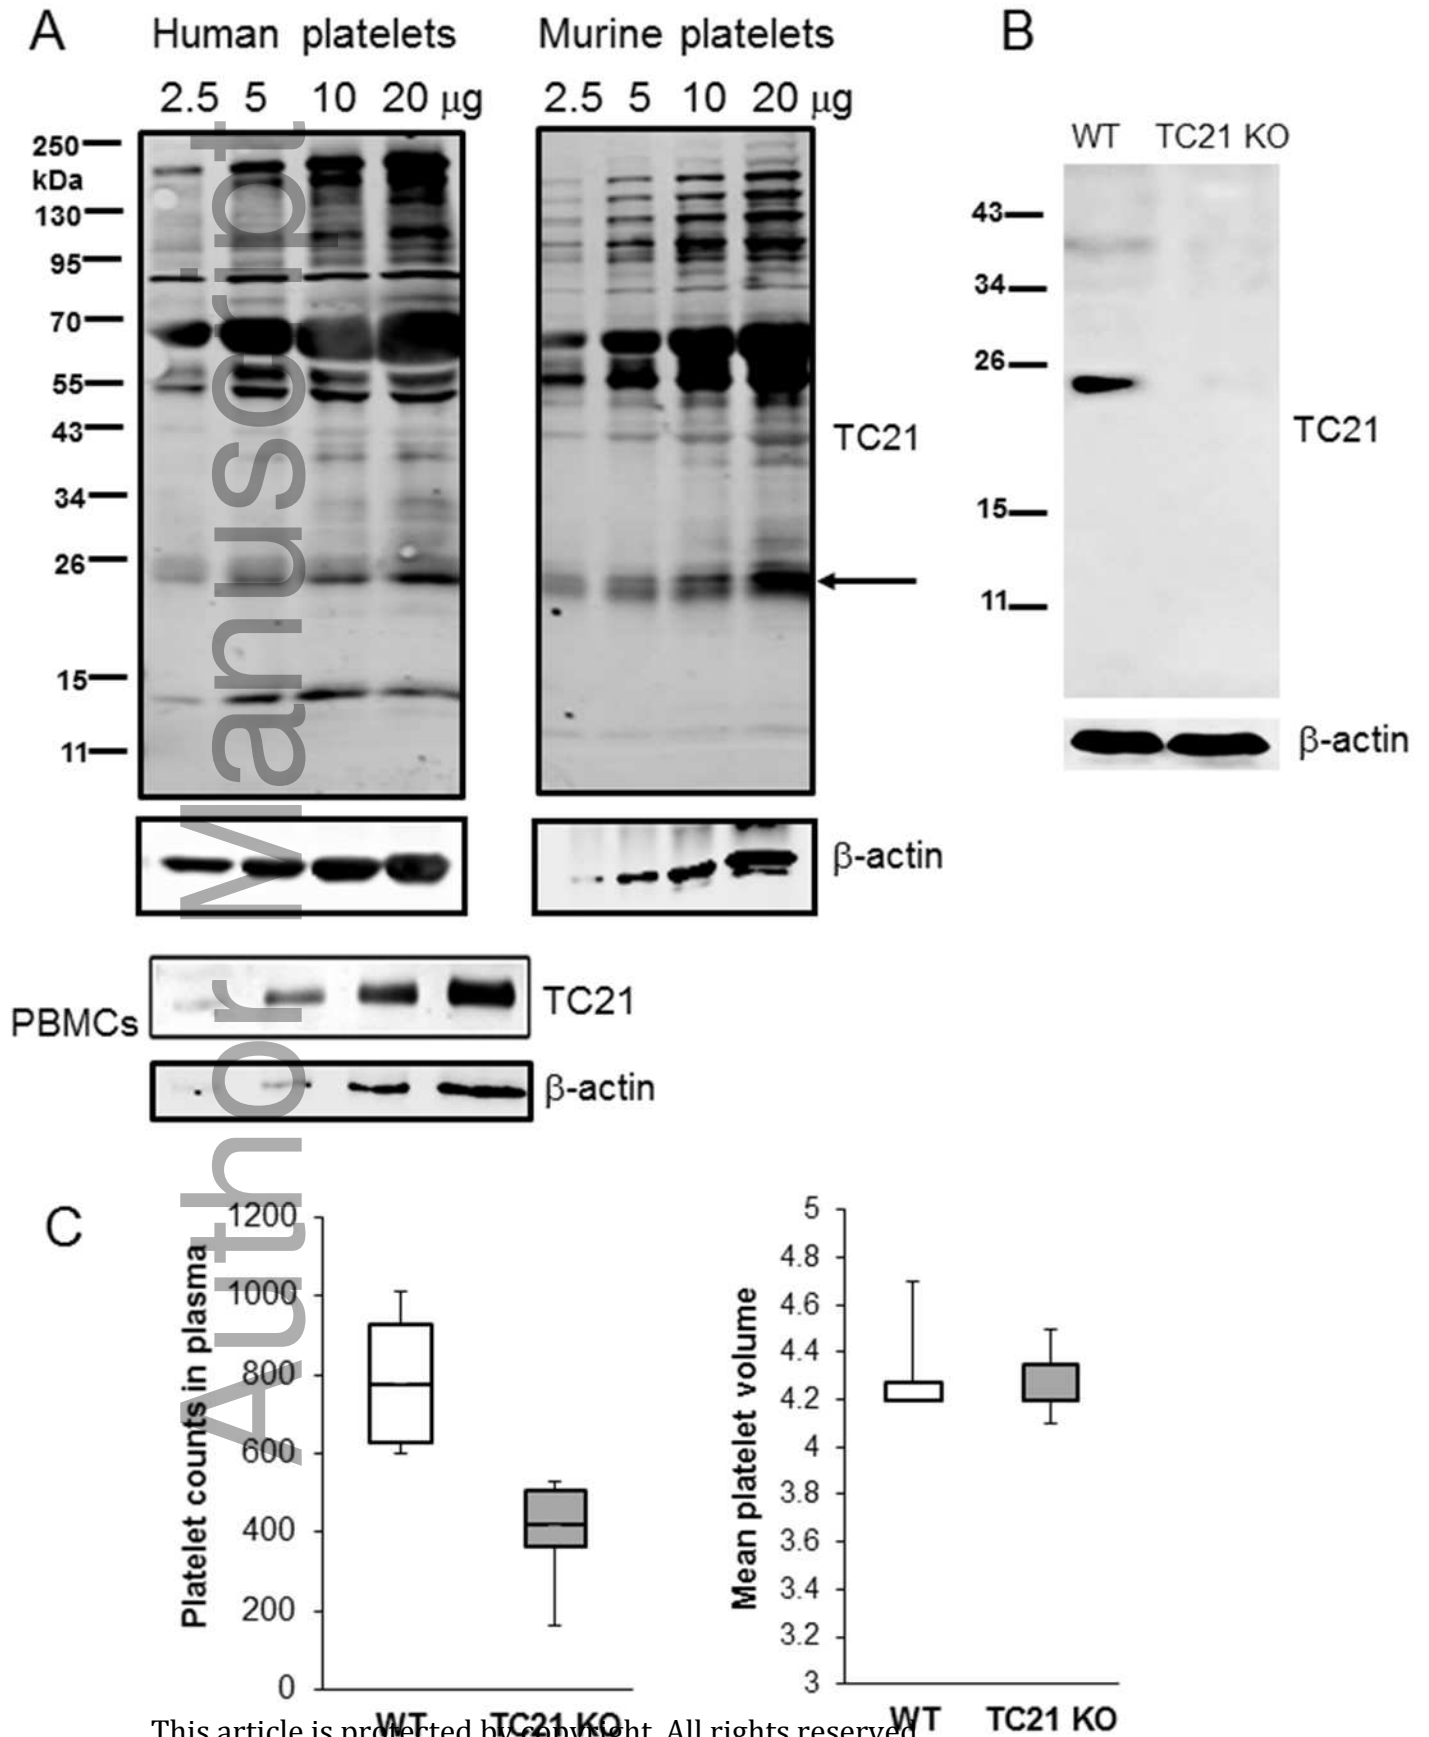 A
Human platelets
Murine platelets
B
2.5 5 10 20 μg
2.5 5 10 20 μg
250
kDa
130
95
70
55
43
34
26
15
11
TC21
β-actin
WT TC21 KO
43
34
26
15
11
TC21
β-actin
PBMCs
TC21
β-actin
C
Platelet counts in plasma
1200
1000
800
600
400
200
0
WT TC21 KO
Mean platelet volume
5
4.8
4.6
4.4
4.2
4
3.8
3.6
3.4
3.2
3
WT TC21 KO
Author Manuscript
This article is protected by copyright. All rights reserved